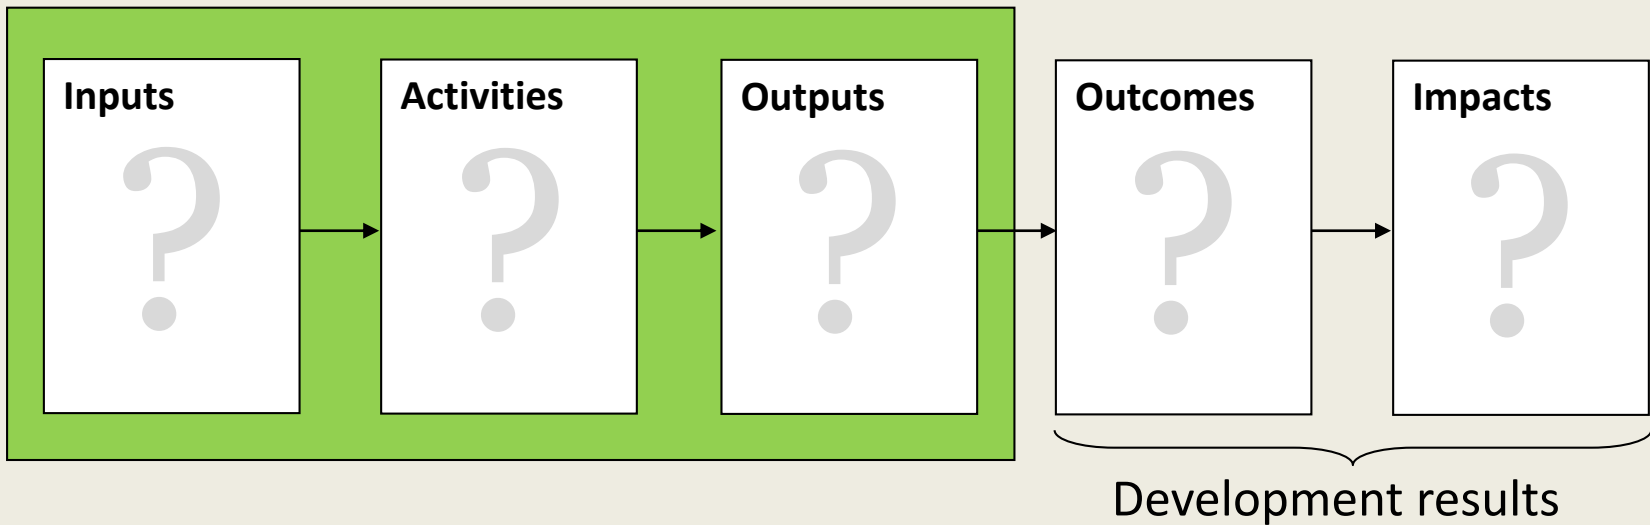 Inputs
Activities
Outputs
Outcomes
Impacts
?
?
?
?
?
Development results